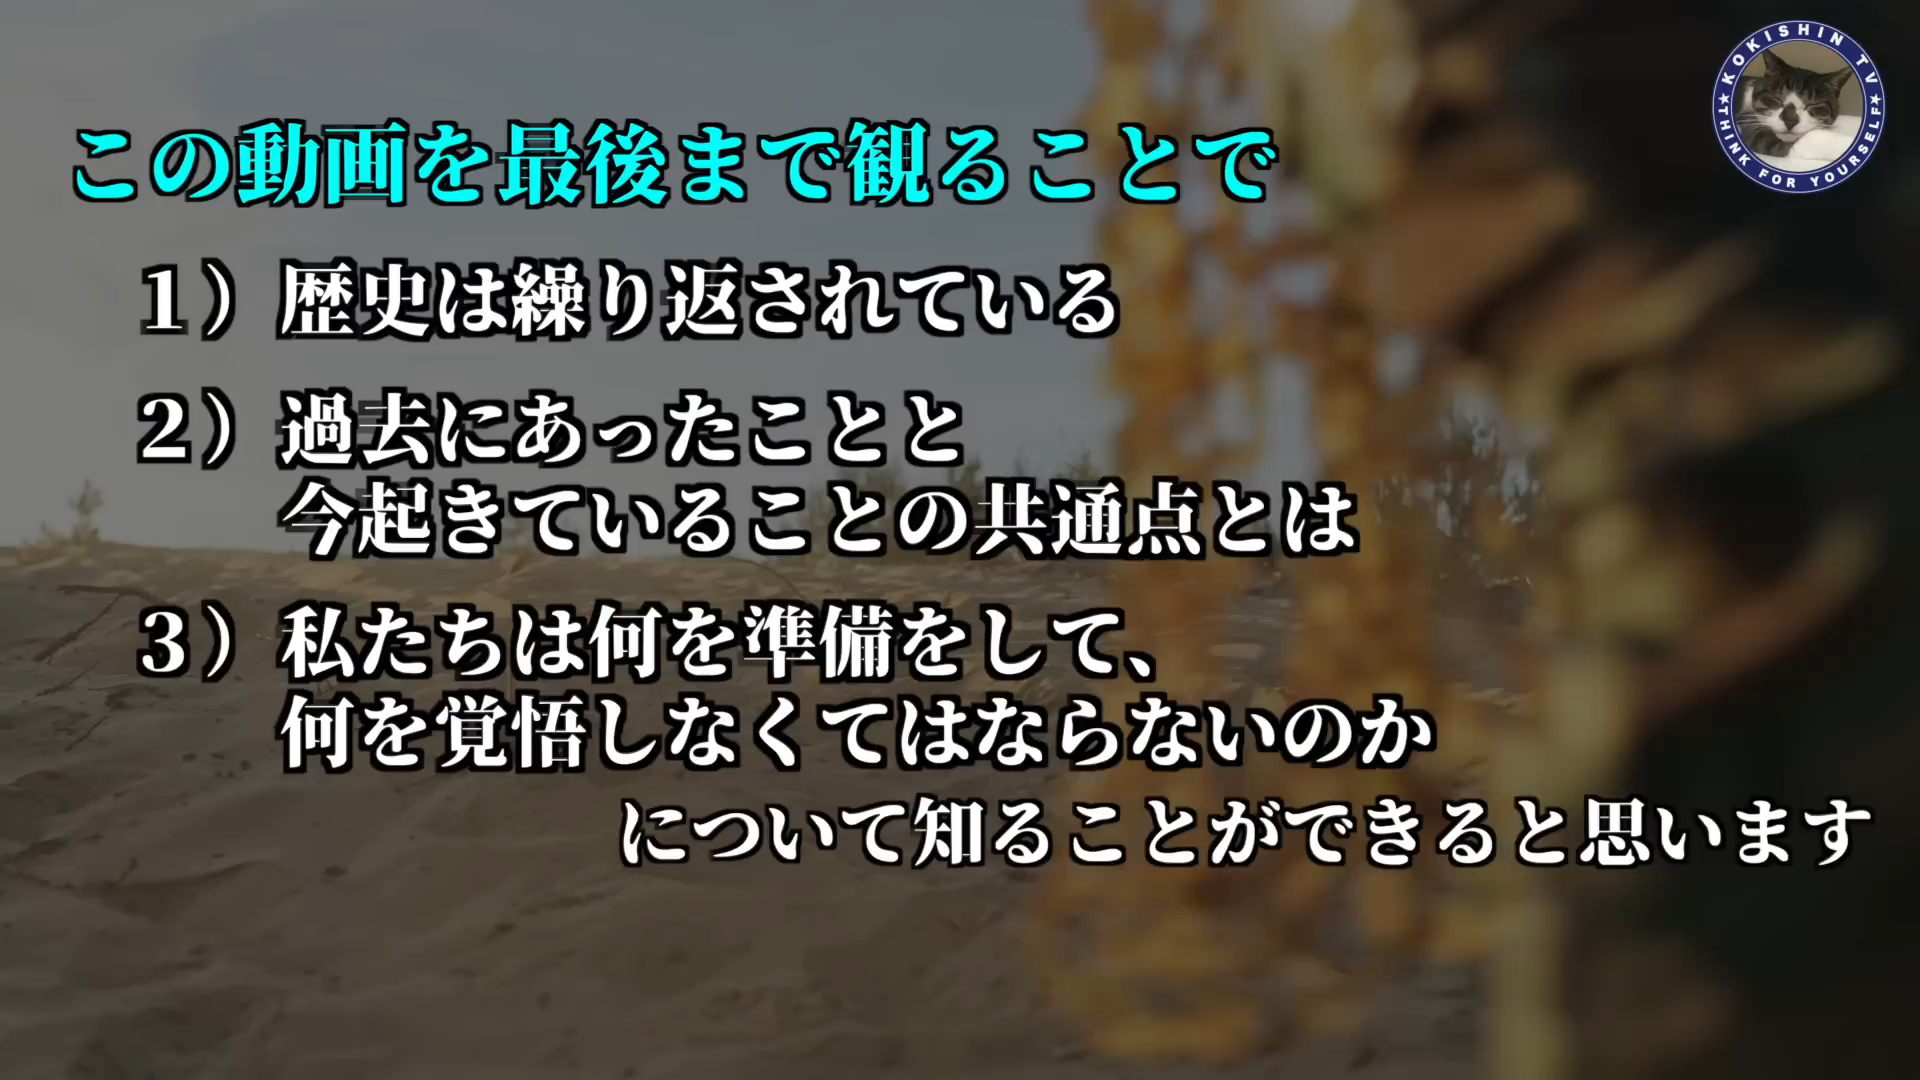 この動画を最後まで観ることで
１）歴史は繰り返されている
２）過去にあったことと
今起きていることの共通点とは
３）私たちは何を準備をして、
何を覚悟しなくてはならないのか
について知ることができると思います
★KOKISHIN TV★
THINK FOR YOURSELF